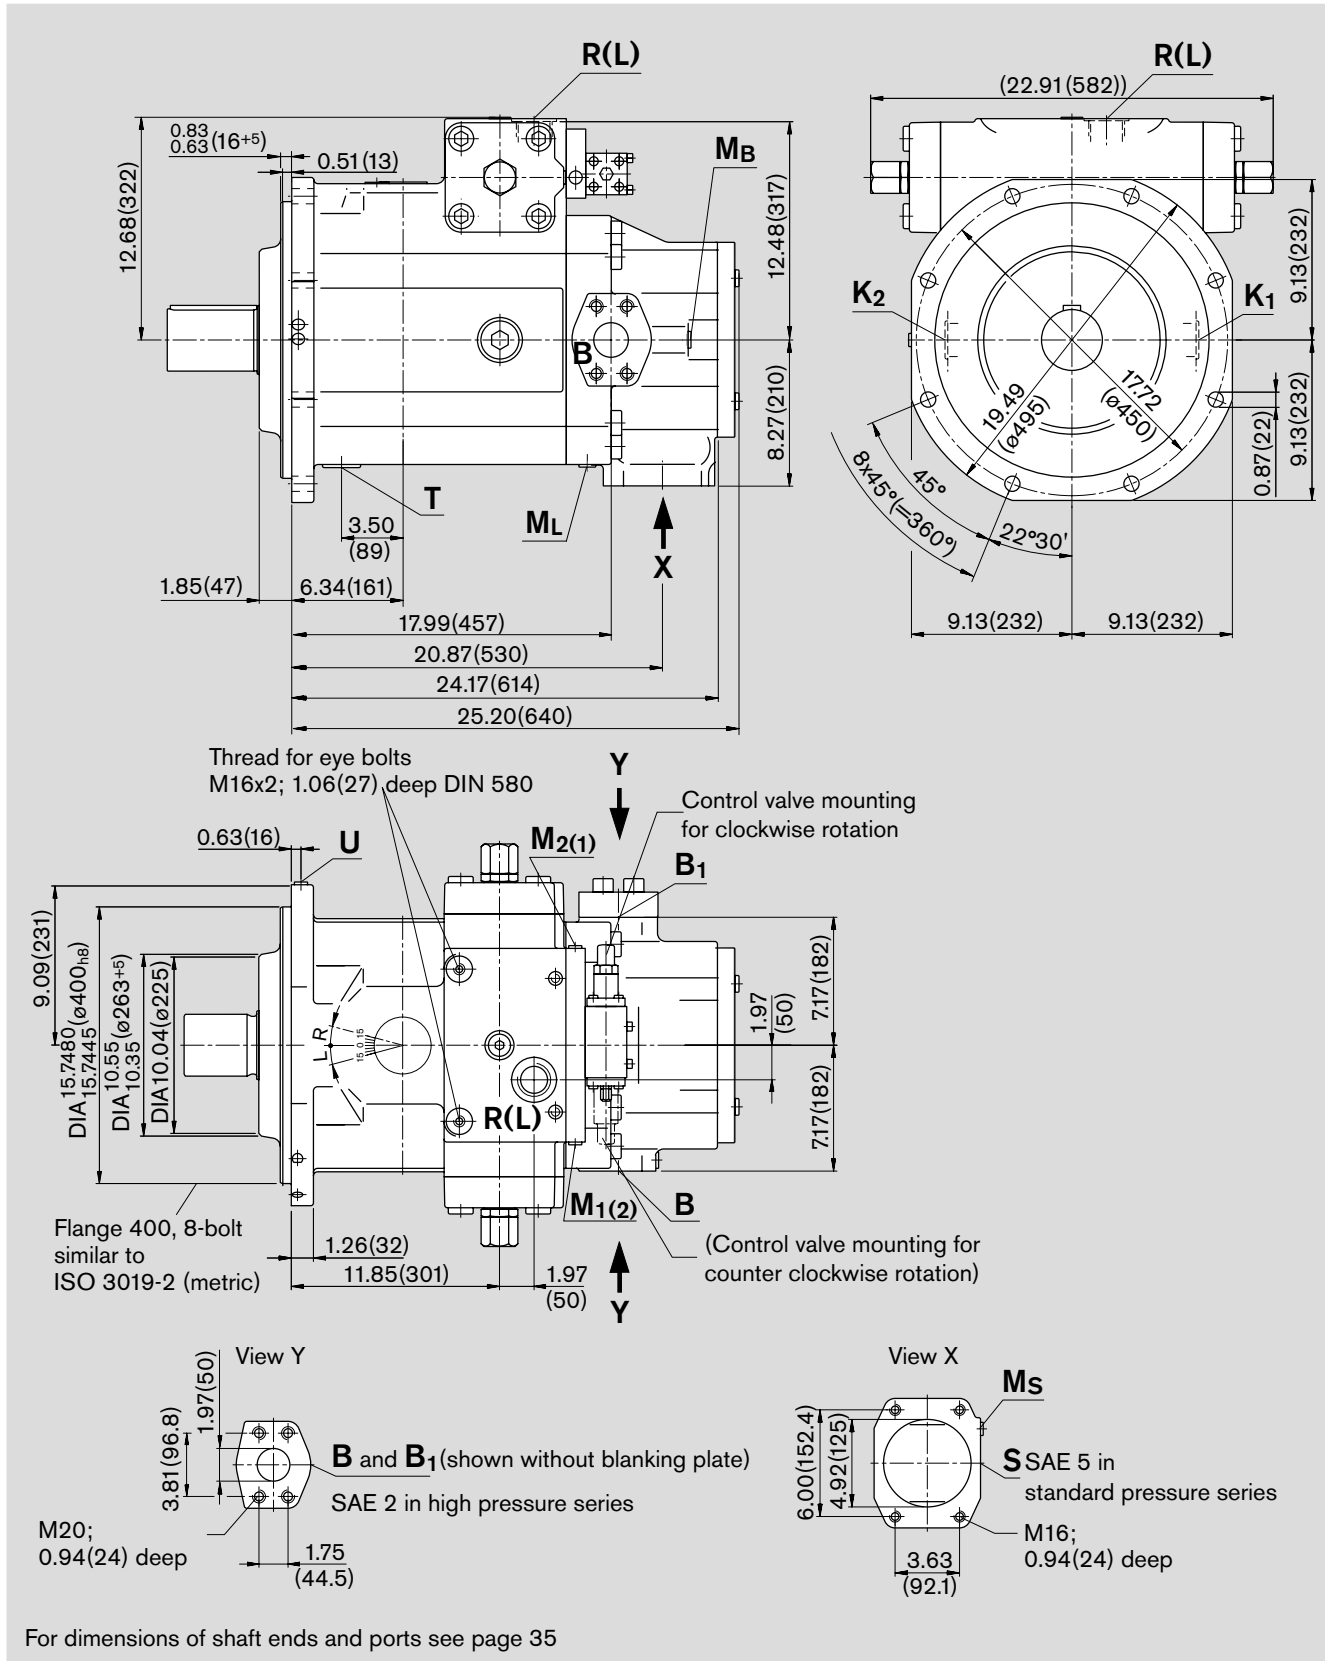 R(L)
0.83
0.63 (16+5)
0.51(13)
MB
12.68(322)
12.48(317)
B
8.27(210)
T
ML
3.50
(89)
X
1.85(47)
6.34(161)
17.99(457)
20.87(530)
24.17(614)
25.20(640)
R(L)
(22.91(582))
K2
K1
9.13(232)
19.49
(ø495)
17.72
(ø450)
9.13(232)
0.87(22)
45°
8x45°(=360°)
22°30'
9.13(232)
9.13(232)
Thread for eye bolts
M16x2; 1.06(27) deep DIN 580
Y
Control valve mounting
for clockwise rotation
0.63(16)
U
M2(1)
B1
9.09(231)
DIA 15.7480
15.7445 (ø400h8)
DIA 10.55
10.35 (ø263+5)
DIA10.04(ø225)
L R
15 0 15
R(L)
1.97
(50)
7.17(182)
7.17(182)
M1(2)
B
Flange 400, 8-bolt
similar to
ISO 3019-2 (metric)
1.26(32)
11.85(301)
1.97
(50)
(Control valve mounting for
counter clockwise rotation)
Y
View Y
1.97(50)
3.81(96.8)
B and B1(shown without blanking plate)
SAE 2 in high pressure series
M20;
0.94(24) deep
1.75
(44.5)
View X
MS
6.00(152.4)
4.92(125)
S SAE 5 in
standard pressure series
M16;
0.94(24) deep
3.63
(92.1)
For dimensions of shaft ends and ports see page 35